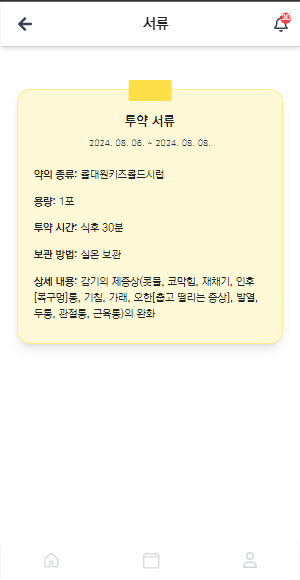 서류
30
투약 서류
2024. 08. 06. ~ 2024. 08. 08.
약의 종류: 콜대원키즈콜드시럽
용량: 1포
투약 시간: 식후 30분
보관 방법: 실온 보관
상세 내용: 감기의 제증상(콧물, 코막힘, 재채기, 인후
[목구멍]통, 기침, 가래, 오한[춥고 떨리는 증상], 발열,
두통, 관절통, 근육통)의 완화